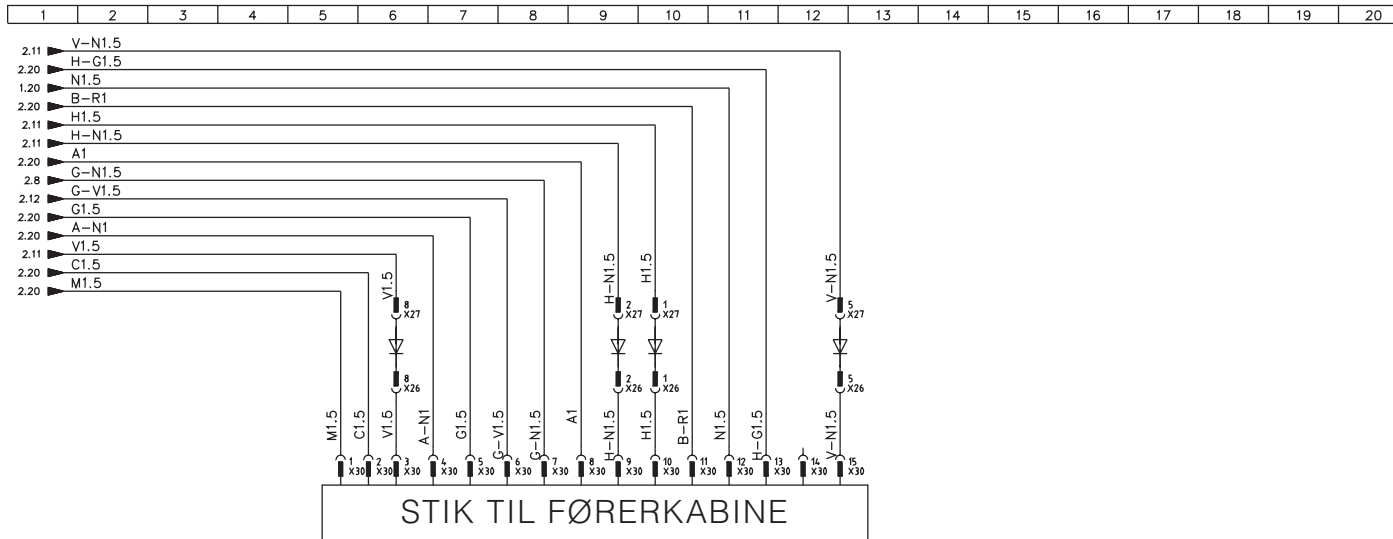 1 2 3 4 5 6 7 8 9 10 11 12 13 14 15 16 17 18 19 20
2.11 V-N1.5
2.20 H-G1.5
1.20 N1.5
2.20 B-R1
2.11 H1.5
2.11 H-N1.5
2.20 A1
2.8 G-N1.5
2.12 G-V1.5
2.20 G1.5
2.20 A-N1
2.11 V1.5
2.20 C1.5
2.20 M1.5
V1.5 H-N1.5 H1.5 V-N1.5
8 2 1 5
X27 X27 X27 X27
8 2 1 5
X26 X26 X26 X26
M1.5 C1.5 V1.5 A-N1 G1.5 G-V1.5 G-N1.5 A1 H-N1.5 H1.5 B-R1 N1.5 H-G1.5 V-N1.5
1 2 3 4 5 6 7 8 9 10 11 12 13 14 15
X30 X30 X30 X30 X30 X30 X30 X30 X30 X30 X30 X30 X30 X30 X30
STIK TIL FØRERKABINE